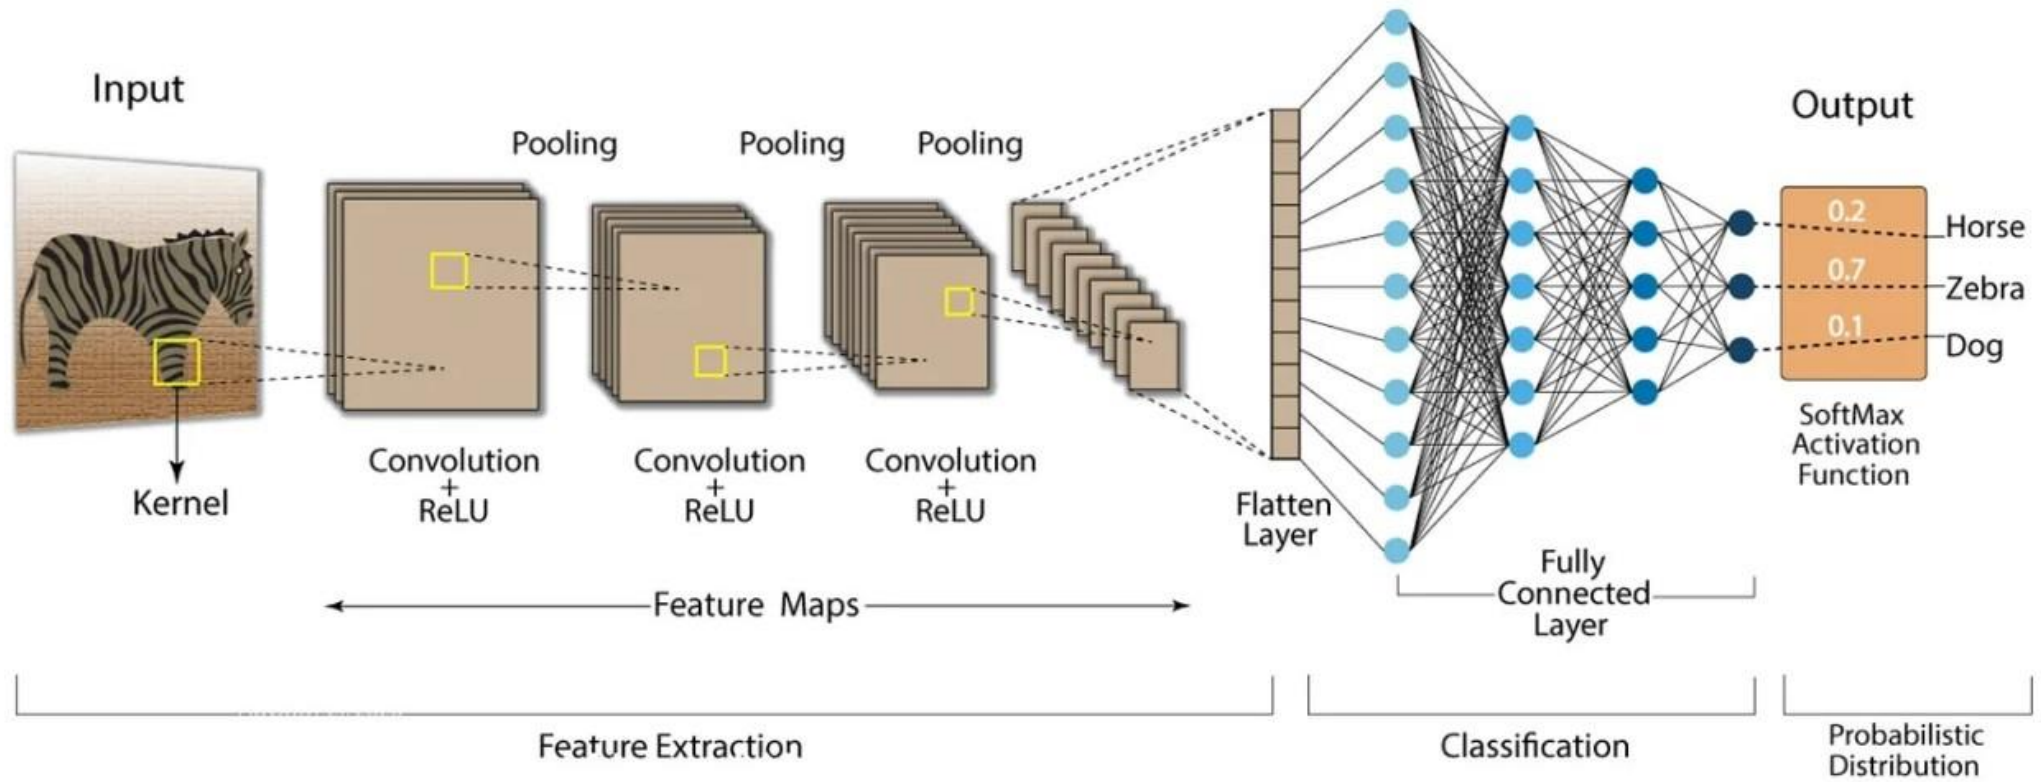 Input
Kernel
Pooling
Pooling
Pooling
Convolution
+
ReLU
Convolution
+
ReLU
Convolution
+
ReLU
Feature Maps
Flatten
Layer
Fully
Connected
Layer
Output
0.2
Horse
0.7
Zebra
0.1
Dog
SoftMax
Activation
Function
Feature Extraction
Classification
Probabilistic
Distribution